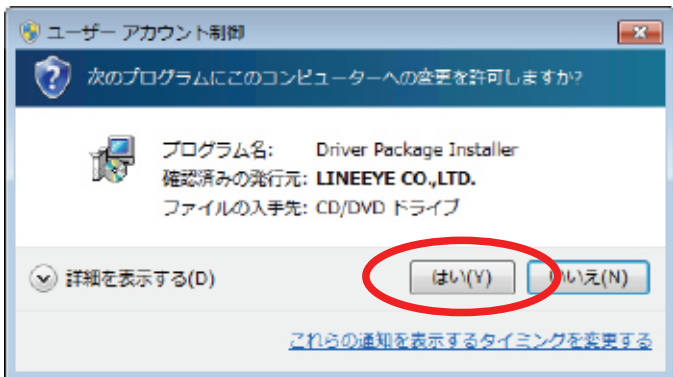 ユーザー アカウント制御
次のプログラムにこのコンピューターへの変更を許可しますか?
プログラム名: Driver Package Installer
確認済みの発行元: LINEEYE CO.,LTD.
ファイルの入手先: CD/DVD ドライブ
詳細を表示する(D) はい(Y) いいえ(N)
これらの通知を表示するタイミングを変更する